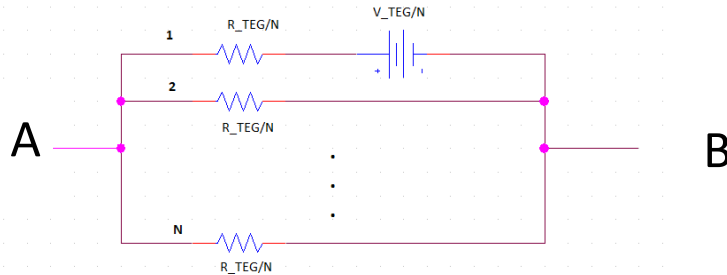 V_TEG/N
R_TEG/N
1
+
-
2
R_TEG/N
A
B
.
.
.
N
R_TEG/N